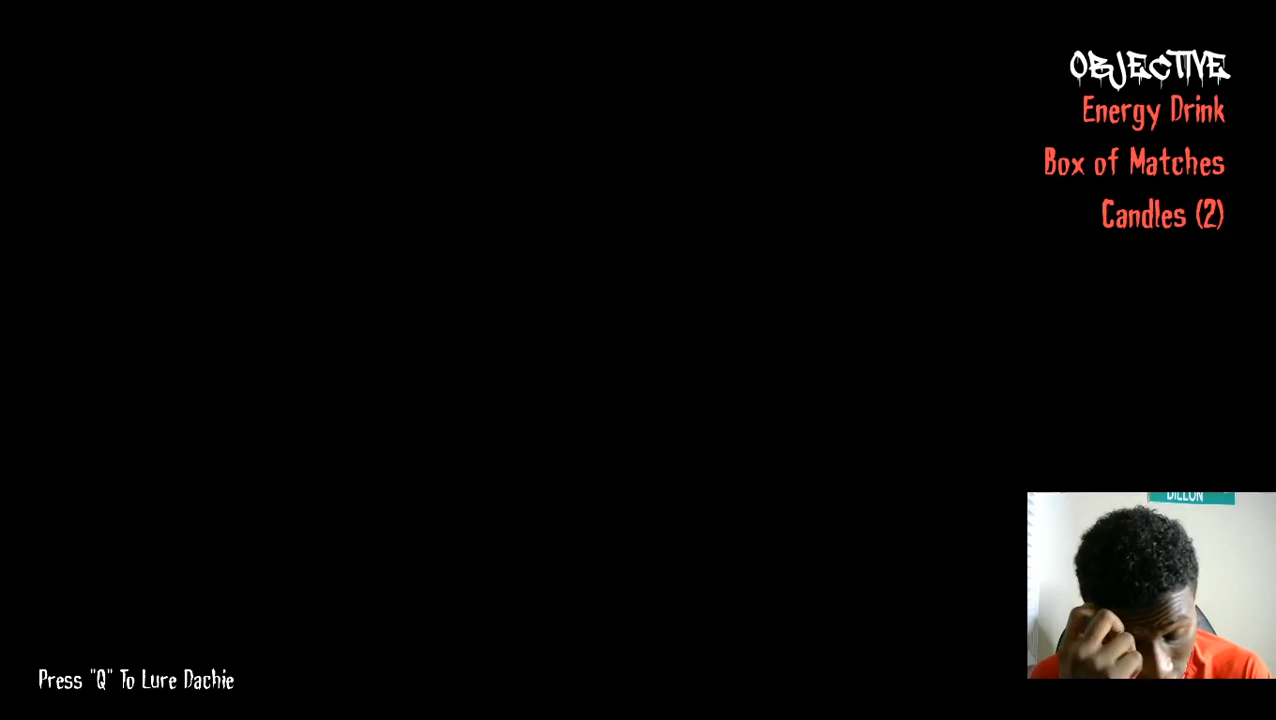 OBJECTIVE
Energy Drink
Box of Matches
Candles (2)
DILLON
Press "Q" To Lure Dachie